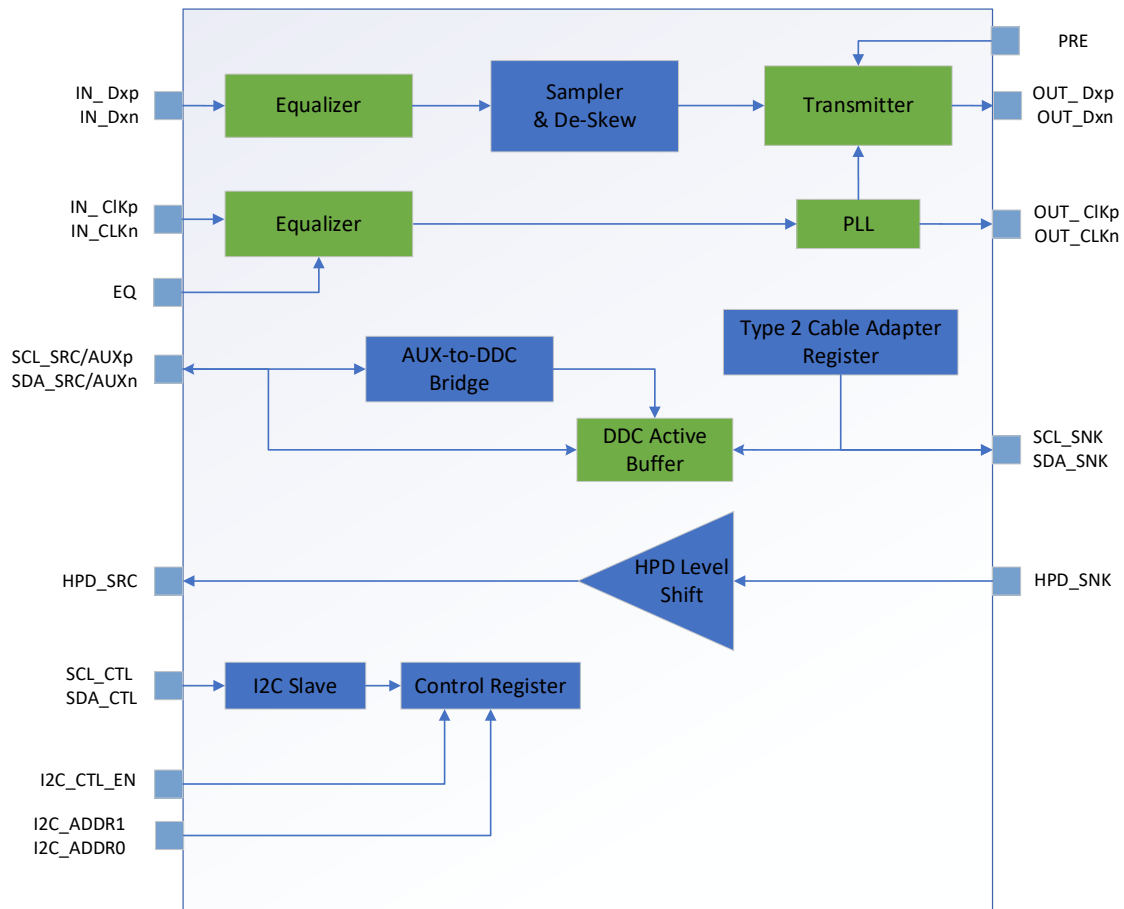 PRE
IN_ Dxp
IN_Dxn
Equalizer
Sampler
& De-Skew
Transmitter
OUT_ Dxp
OUT_Dxn
IN_ ClKp
IN_CLKn
Equalizer
PLL
OUT_ ClKp
OUT_CLKn
EQ
Type 2 Cable Adapter
Register
SCL_SRC/AUXp
SDA_SRC/AUXn
AUX-to-DDC
Bridge
DDC Active
Buffer
SCL_SNK
SDA_SNK
HPD_SRC
HPD Level
Shift
HPD_SNK
SCL_CTL
SDA_CTL
I2C Slave
Control Register
I2C_CTL_EN
I2C_ADDR1
I2C_ADDR0